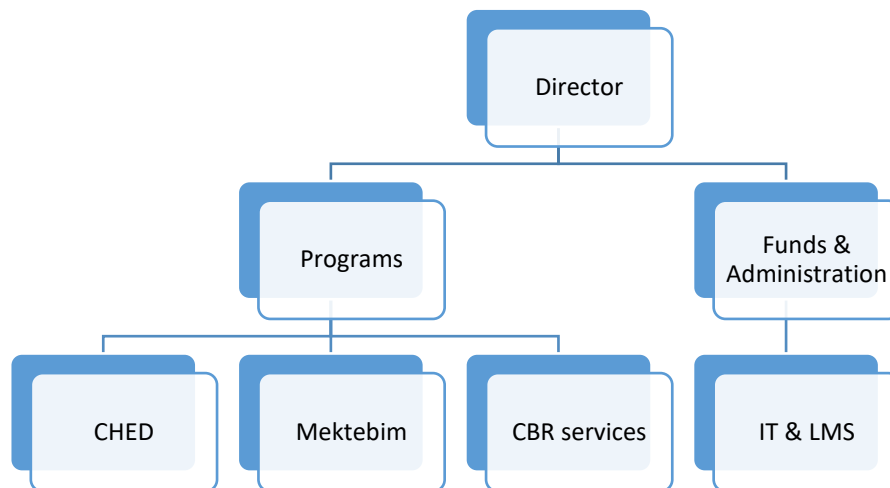 Director
Programs
Funds &
Administration
CHED
Mektebim
CBR services
IT & LMS